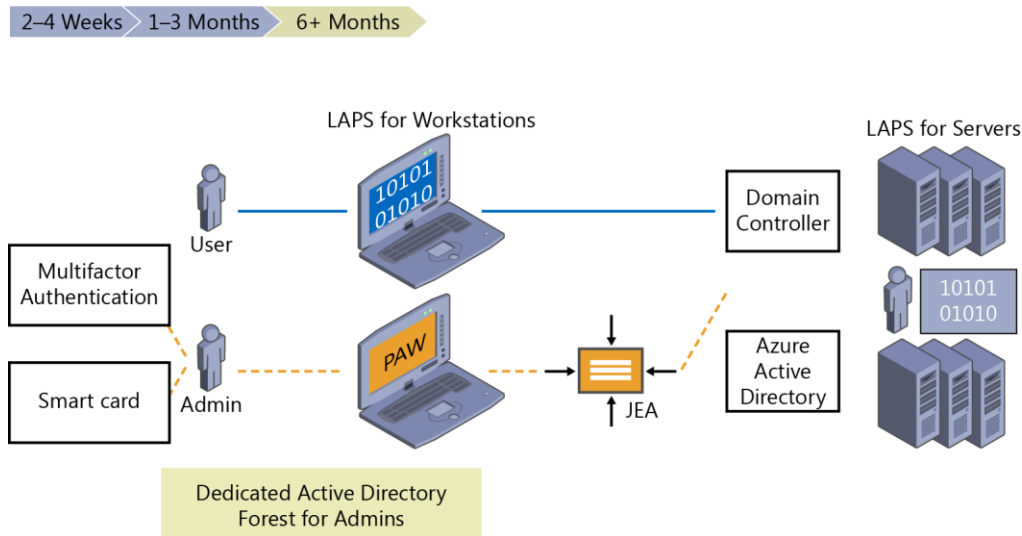 2–4 Weeks
1–3 Months
6+ Months
LAPS for Workstations
LAPS for Servers
10101
01010
User
Domain
Controller
Multifactor
Authentication
10101
01010
Smart card
Admin
PAW
JEA
Azure
Active
Directory
Dedicated Active Directory
Forest for Admins